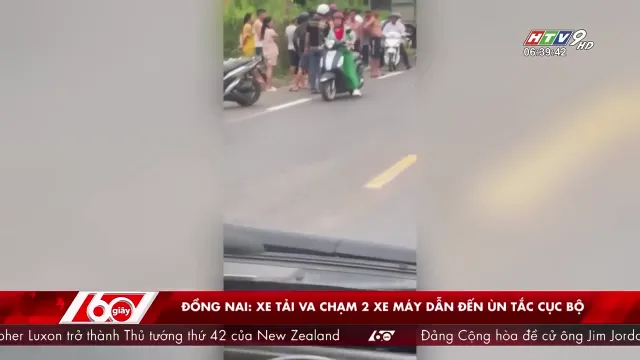 HTV9 HD
06:39:42
60 giây
ĐỒNG NAI: XE TẢI VA CHẠM 2 XE MÁY DẪN ĐẾN ÙN TẮC CỤC BỘ
pher Luxon trở thành Thủ tướng thứ 42 của New Zealand 60giây Đảng Cộng hòa đề cử ông Jim Jorda